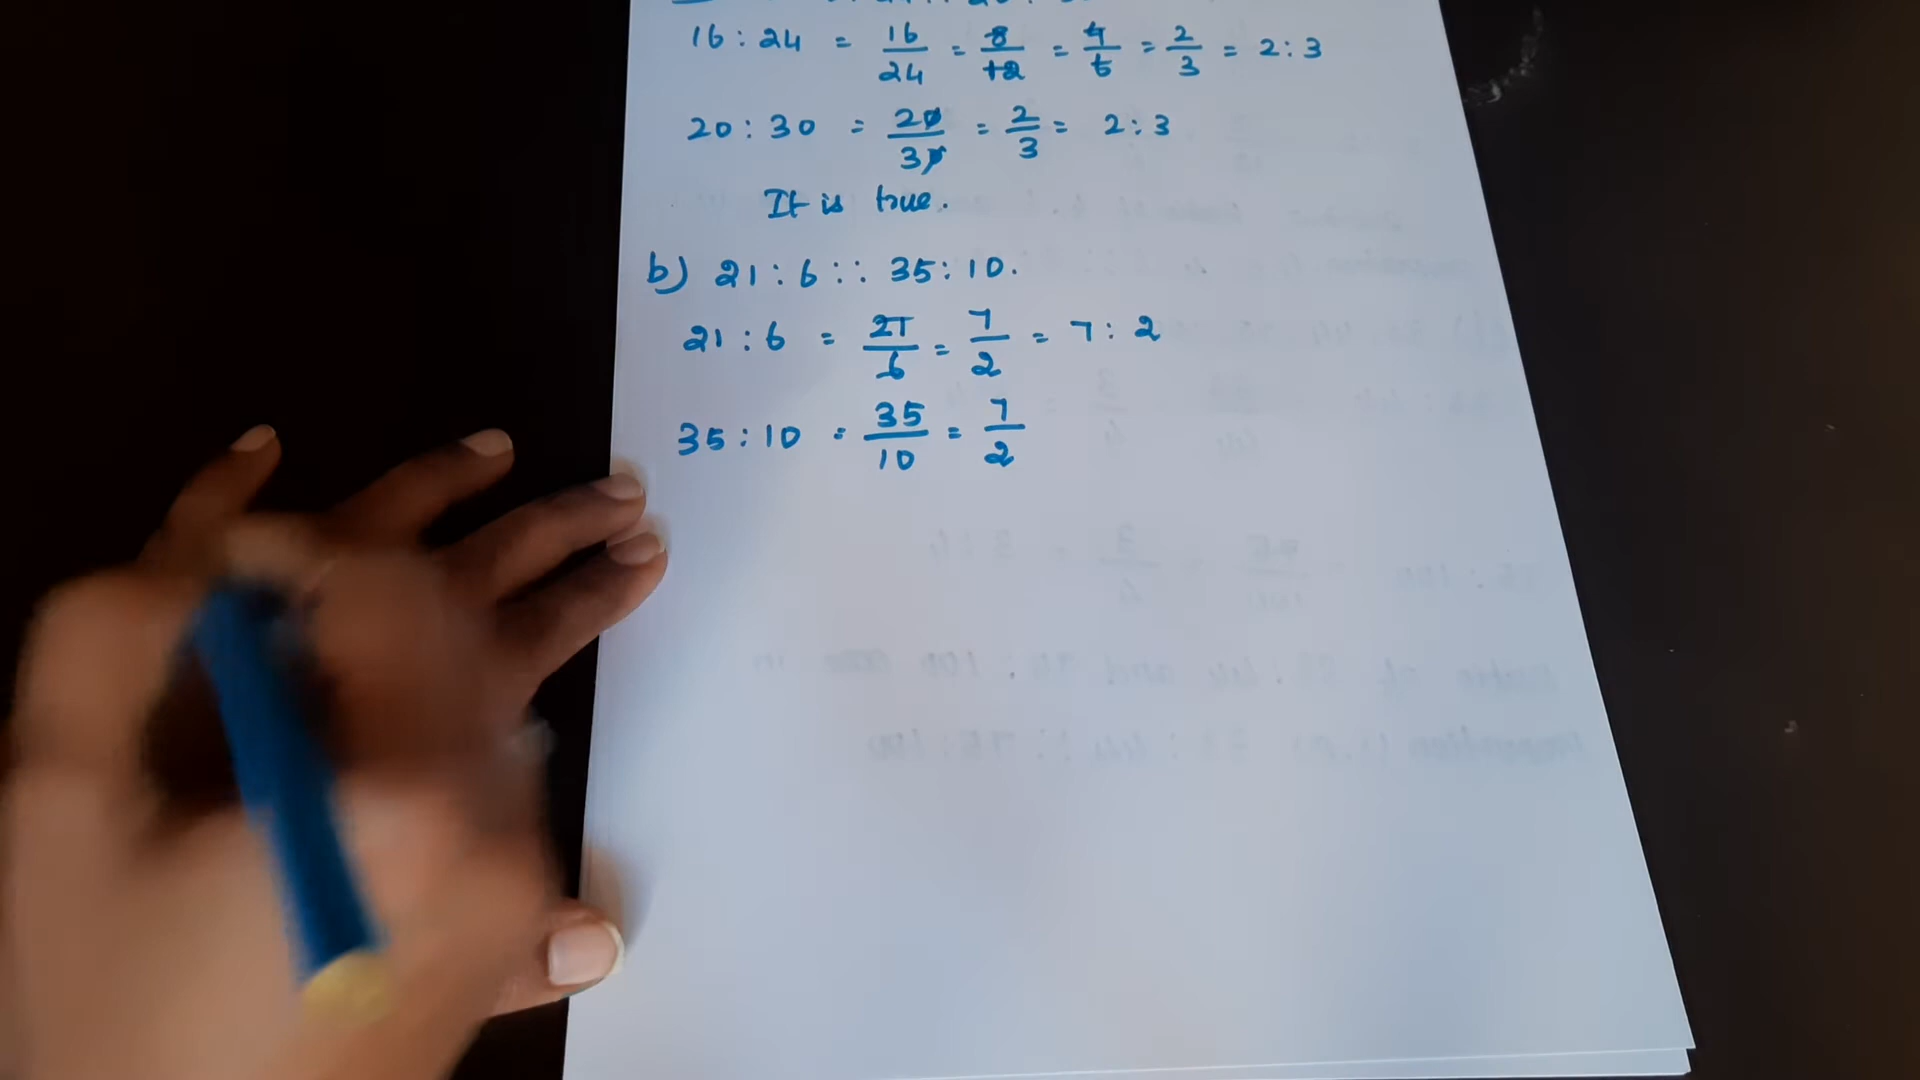 16 : 24 = 16/24 = 8/12 = 4/6 = 2/3 = 2 : 3
20 : 30 = 20/30 = 2/3 = 2 : 3
It is true.
b) 21 : 6 :: 35 : 10.
21 : 6 = 21/6 = 7/2 = 7 : 2
35 : 10 = 35/10 = 7/2